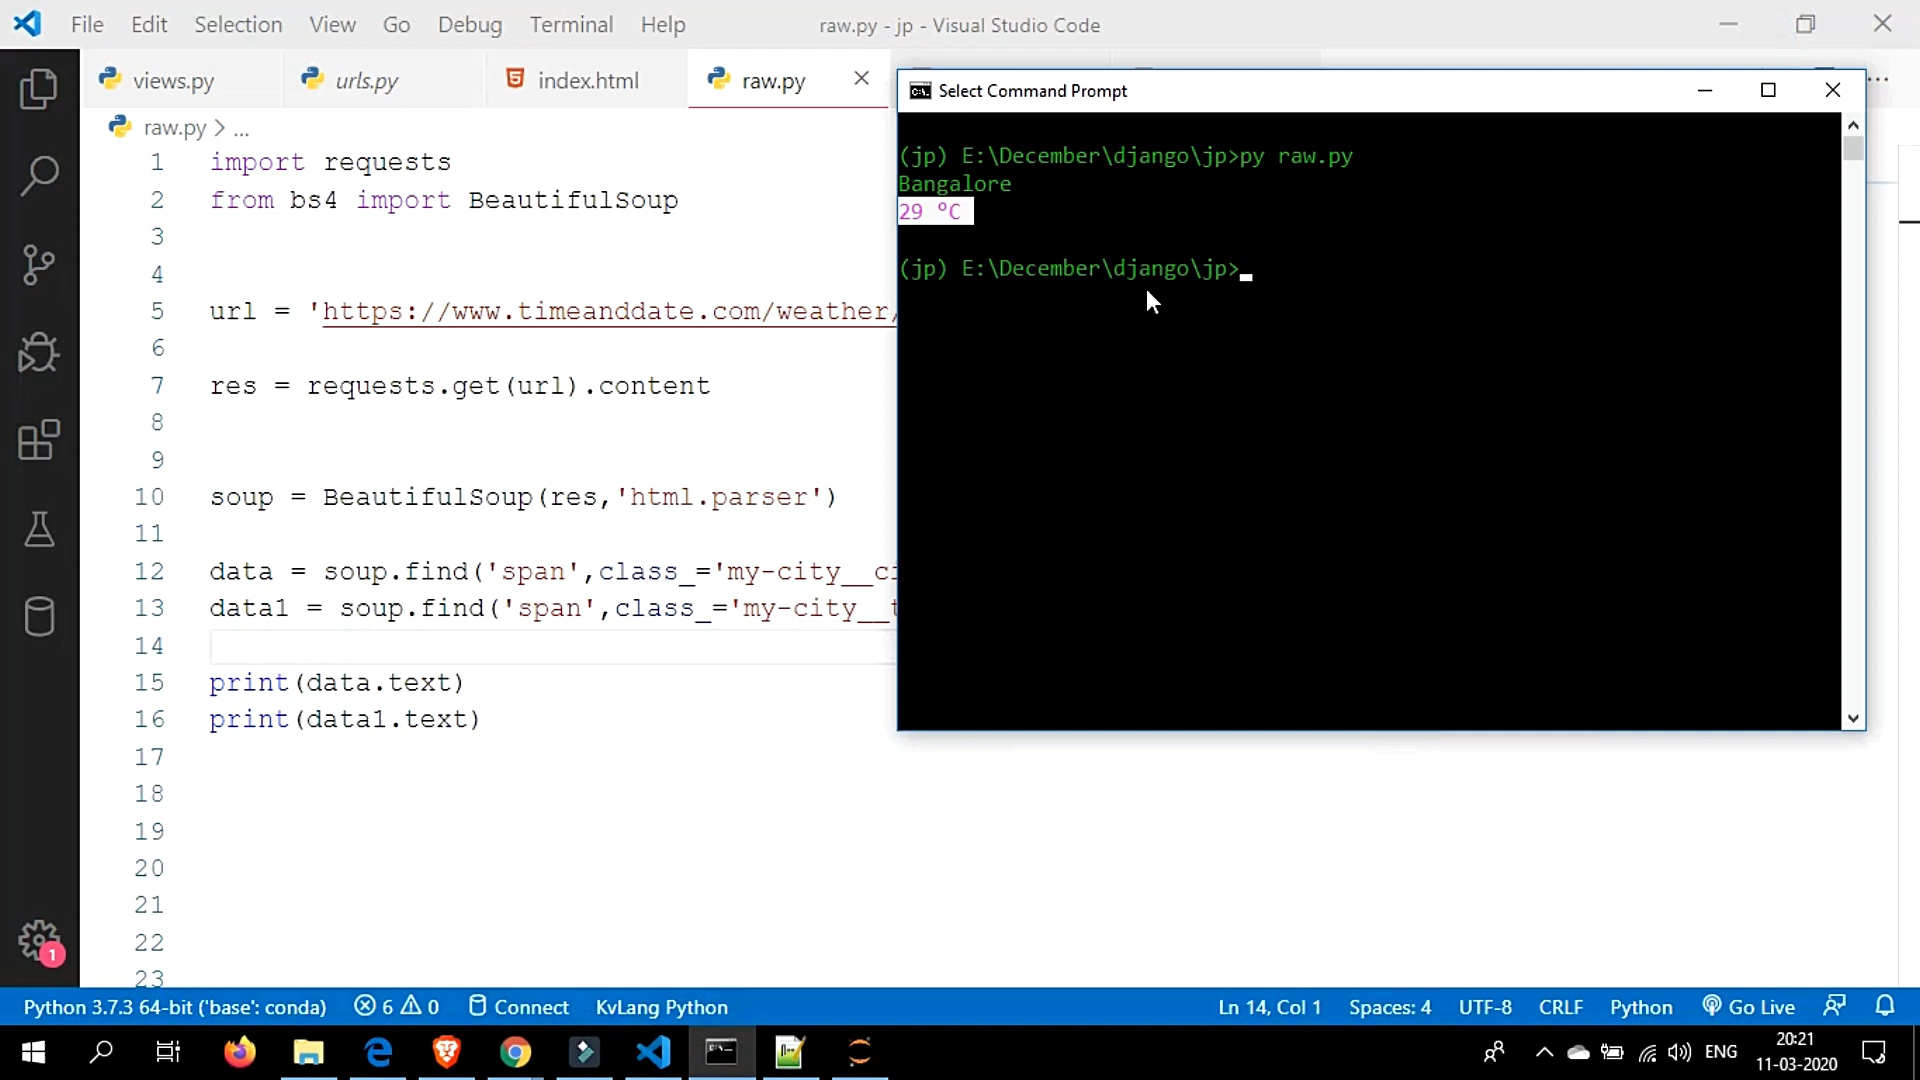 File Edit Selection View Go Debug Terminal Help raw.py - jp - Visual Studio Code
views.py urls.py index.html raw.py
raw.py > ...
1 import requests
2 from bs4 import BeautifulSoup
3
4
5 url = 'https://www.timeanddate.com/weather/
6
7 res = requests.get(url).content
8
9
10 soup = BeautifulSoup(res,'html.parser')
11
12 data = soup.find('span',class_='my-city__c
13 data1 = soup.find('span',class_='my-city__t
14
15 print(data.text)
16 print(data1.text)
17
18
19
20
21
22
23
Select Command Prompt
(jp) E:\December\django\jp>py raw.py
Bangalore
29 °C
(jp) E:\December\django\jp>
1
Python 3.7.3 64-bit ('base': conda) 6 0 Connect KvLang Python Ln 14, Col 1 Spaces: 4 UTF-8 CRLF Python Go Live
ENG
20:21
11-03-2020